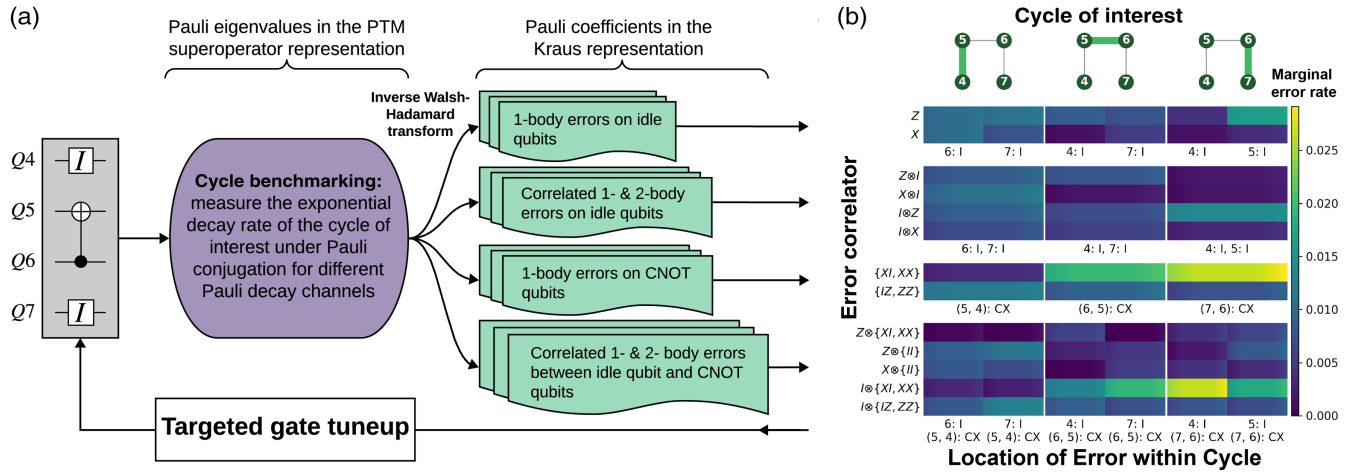 (a)
Pauli eigenvalues in the PTM
superoperator representation
Pauli coefficients in the
Kraus representation
Inverse Walsh-
Hadamard
transform
Q4
I
Q5
Q6
Q7
I
Cycle benchmarking:
measure the exponential
decay rate of the cycle of
interest under Pauli
conjugation for different
Pauli decay channels
1-body errors on idle
qubits
Correlated 1- & 2-body
errors on idle qubits
1-body errors on CNOT
qubits
Correlated 1- & 2- body errors
between idle qubit and CNOT
qubits
Targeted gate tuneup
(b)
Cycle of interest
5 6 5 6 5 6
4 7 4 7 4 7
Marginal
error rate
Error correlator
Z
X
6: I 7: I 4: I 7: I 4: I 5: I
Z⊗I
X⊗I
I⊗Z
I⊗X
6: I, 7: I 4: I, 7: I 4: I, 5: I
{XI, XX}
{IZ, ZZ}
(5, 4): CX (6, 5): CX (7, 6): CX
Z⊗{XI, XX}
Z⊗{II}
X⊗{II}
I⊗{XI, XX}
I⊗{IZ, ZZ}
6: I 7: I 4: I 7: I 4: I 5: I
(5, 4): CX (5, 4): CX (6, 5): CX (6, 5): CX (7, 6): CX (7, 6): CX
Location of Error within Cycle
0.025
0.020
0.015
0.010
0.005
0.000